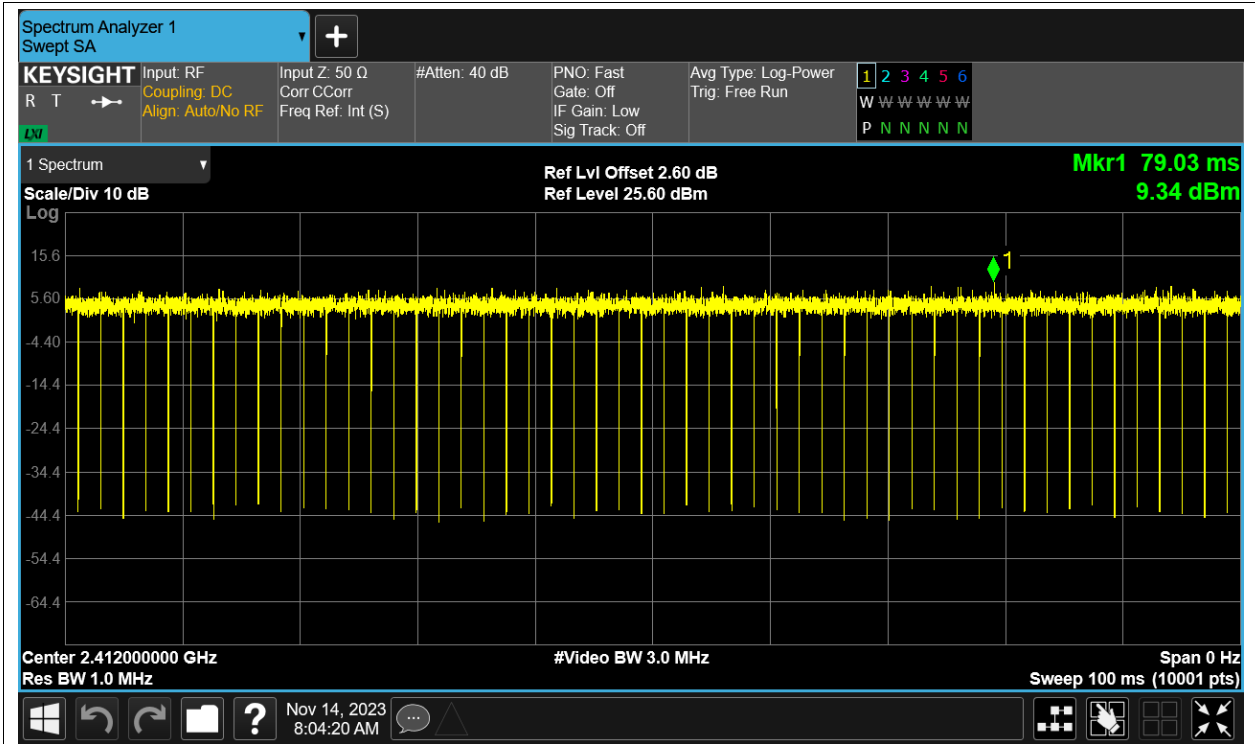 Spectrum Analyzer 1
Swept SA
KEYSIGHT
R T
LXI
Input: RF
Coupling: DC
Align: Auto/No RF
Input Z: 50 Ω
Corr CCorr
Freq Ref: Int (S)
#Atten: 40 dB
PNO: Fast
Gate: Off
IF Gain: Low
Sig Track: Off
Avg Type: Log-Power
Trig: Free Run
1 2 3 4 5 6
W W W W W W
P N N N N N
1 Spectrum
Scale/Div 10 dB
Log
Ref Lvl Offset 2.60 dB
Ref Level 25.60 dBm
Mkr1 79.03 ms
9.34 dBm
1
15.6
5.60
-4.40
-14.4
-24.4
-34.4
-44.4
-54.4
-64.4
Center 2.412000000 GHz
Res BW 1.0 MHz
#Video BW 3.0 MHz
Span 0 Hz
Sweep 100 ms (10001 pts)
?
Nov 14, 2023
8:04:20 AM